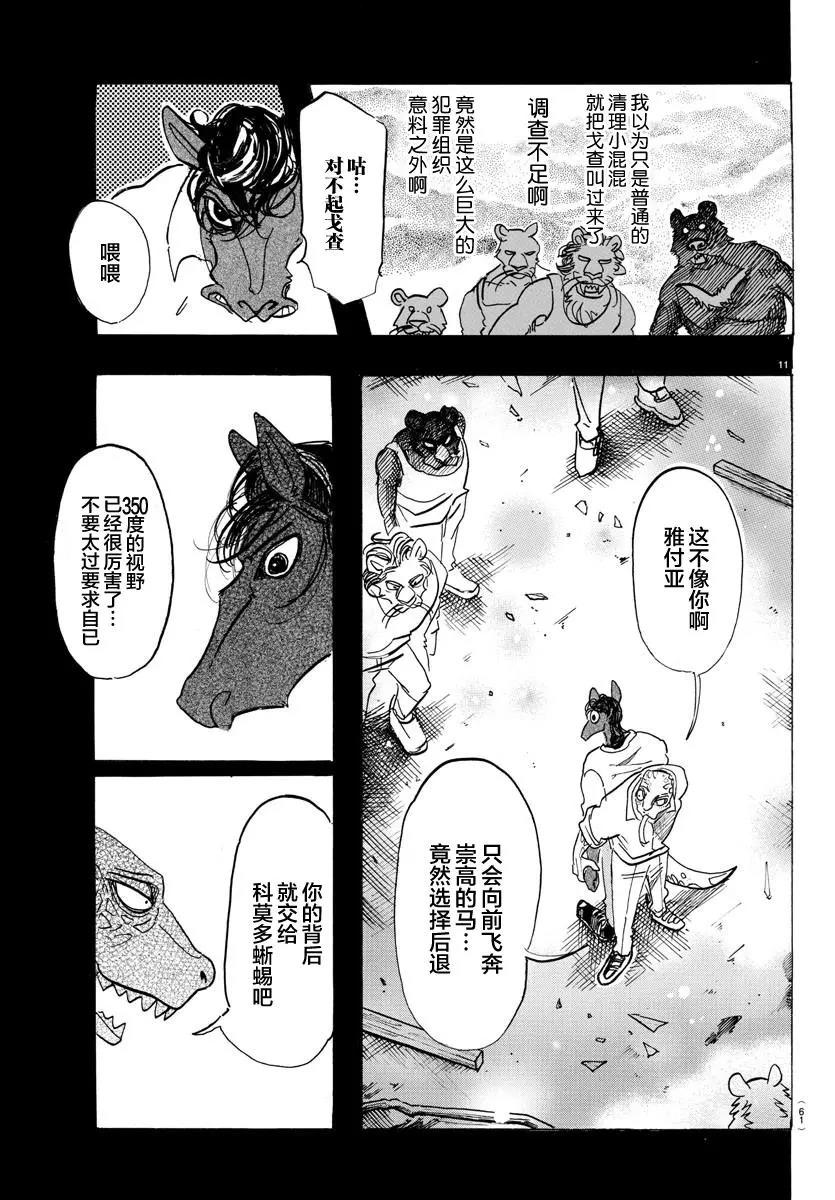 我以为只是普通的
清理小混混
就把戈查叫过来了
调查不足啊
竟然是这么巨大的
犯罪组织
意料之外啊
咕…
对不起戈查
喂喂
11
这不像你啊
雅付亚
只会向前飞奔
崇高的马…
竟然选择后退
350度的视野
已经很厉害了…
不要太过要求自已
你的背后
就交给
科莫多蜥蜴吧
(61)